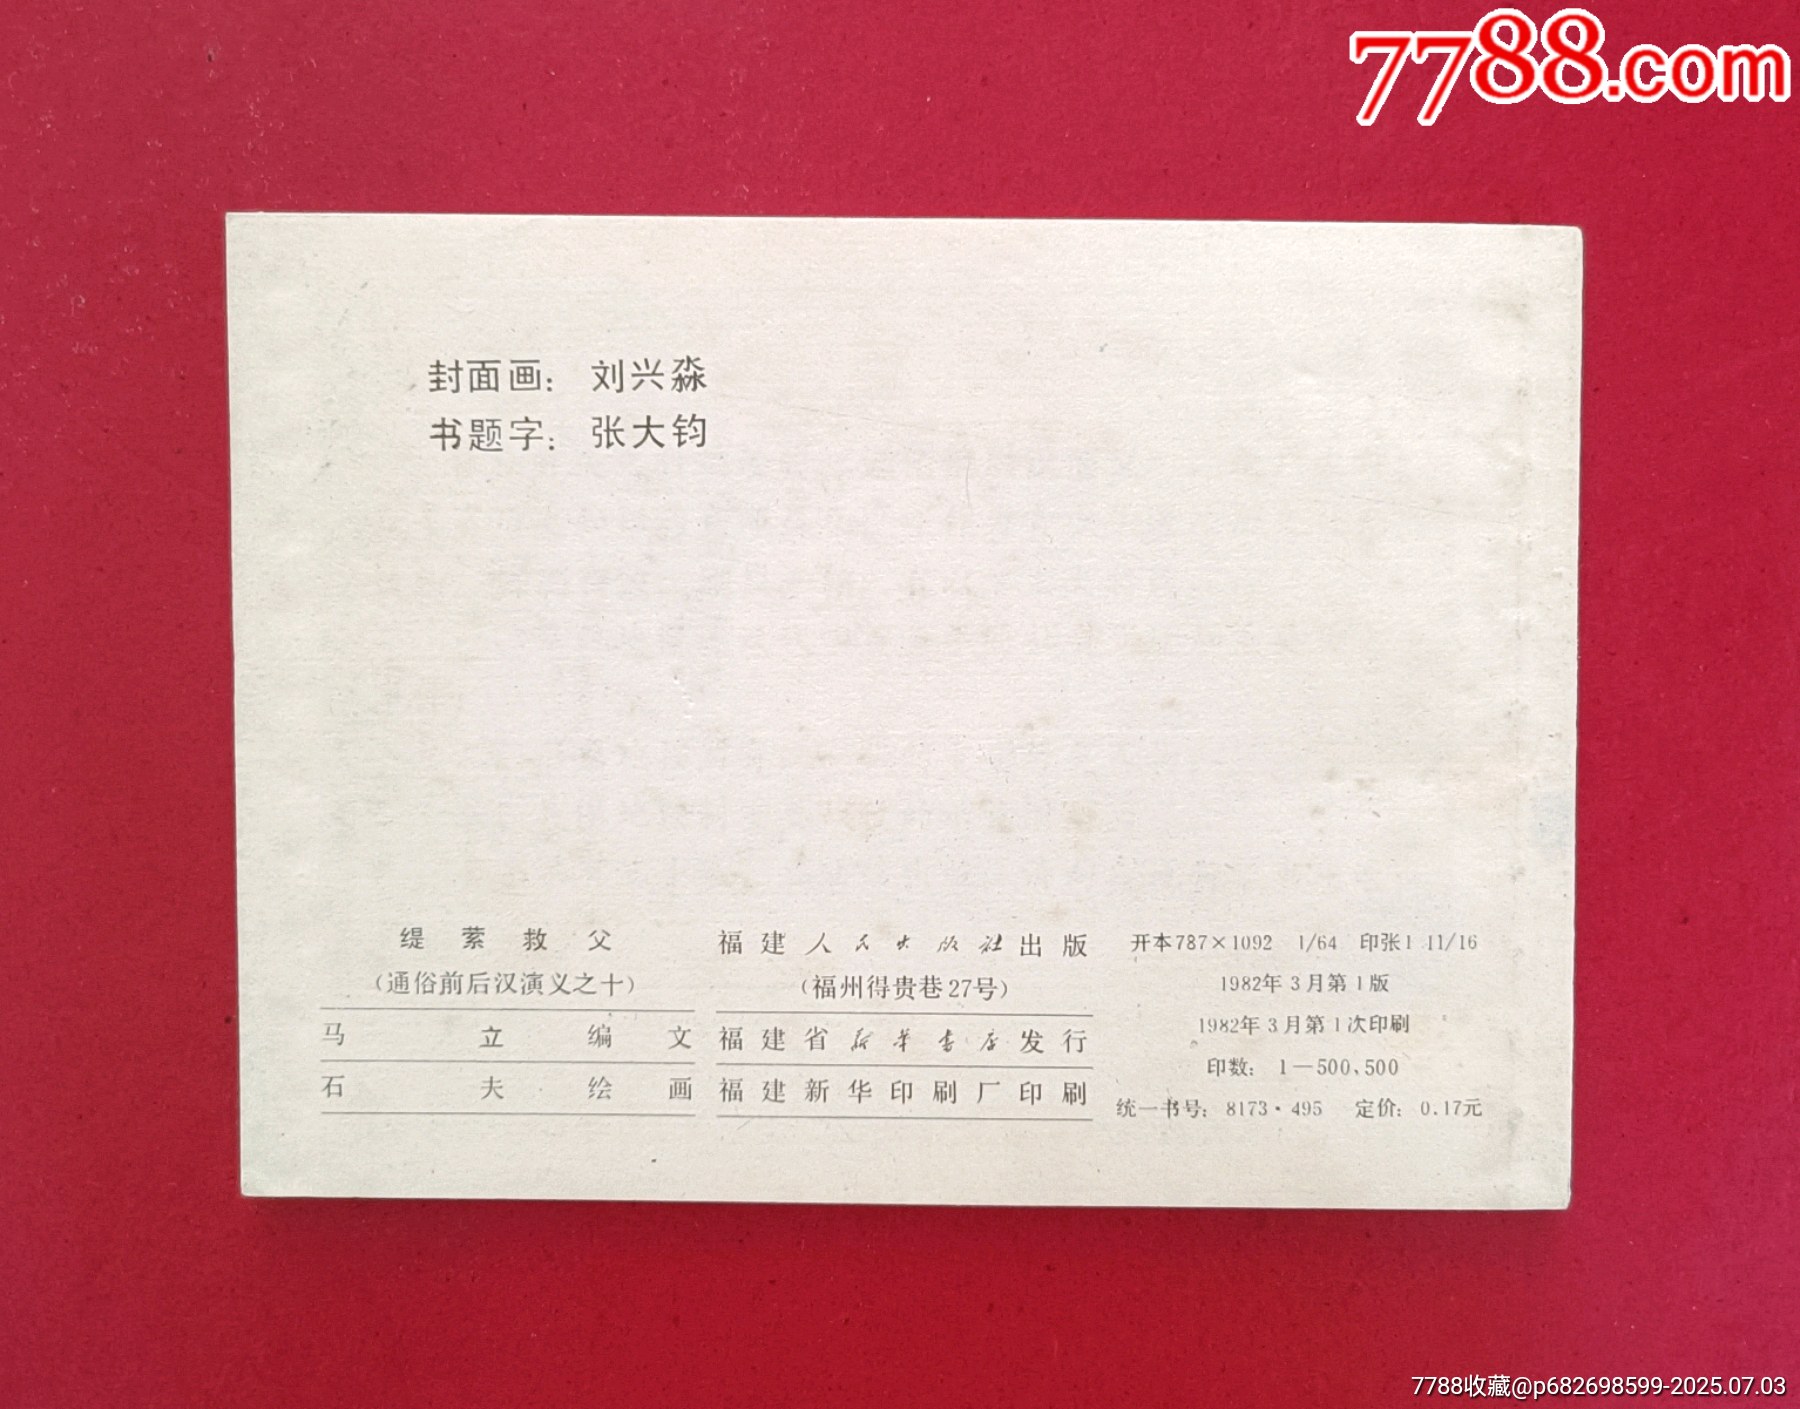 7788.com
封面画： 刘兴淼
书题字： 张大钧
缇萦救父
（通俗前后汉演义之十）
马立编文
石夫绘画
福建人民出版社出版
（福州得贵巷27号）
福建省新华书店发行
福建新华印刷厂印刷
开本787×1092 1/64 印张1 11/16
1982年3月第1版
1982年3月第1次印刷
印数： 1—500,500
统一书号： 8173·495 定价： 0.17元
7788收藏@p682698599-2025.07.03